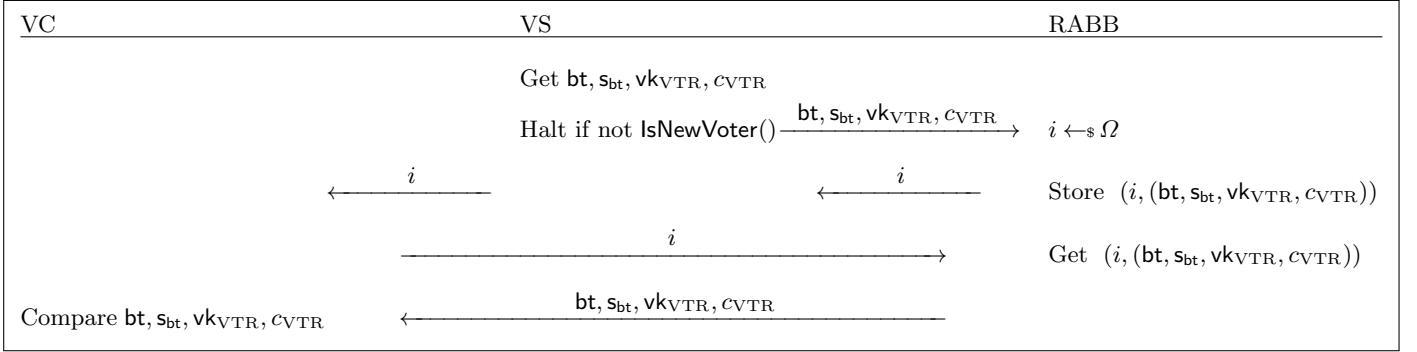 VC VS RABB
Get bt, s_bt, vk_VTR, c_VTR
Halt if not IsNewVoter() bt, s_bt, vk_VTR, c_VTR i ←$ Ω
i i Store (i, (bt, s_bt, vk_VTR, c_VTR))
i Get (i, (bt, s_bt, vk_VTR, c_VTR))
Compare bt, s_bt, vk_VTR, c_VTR bt, s_bt, vk_VTR, c_VTR